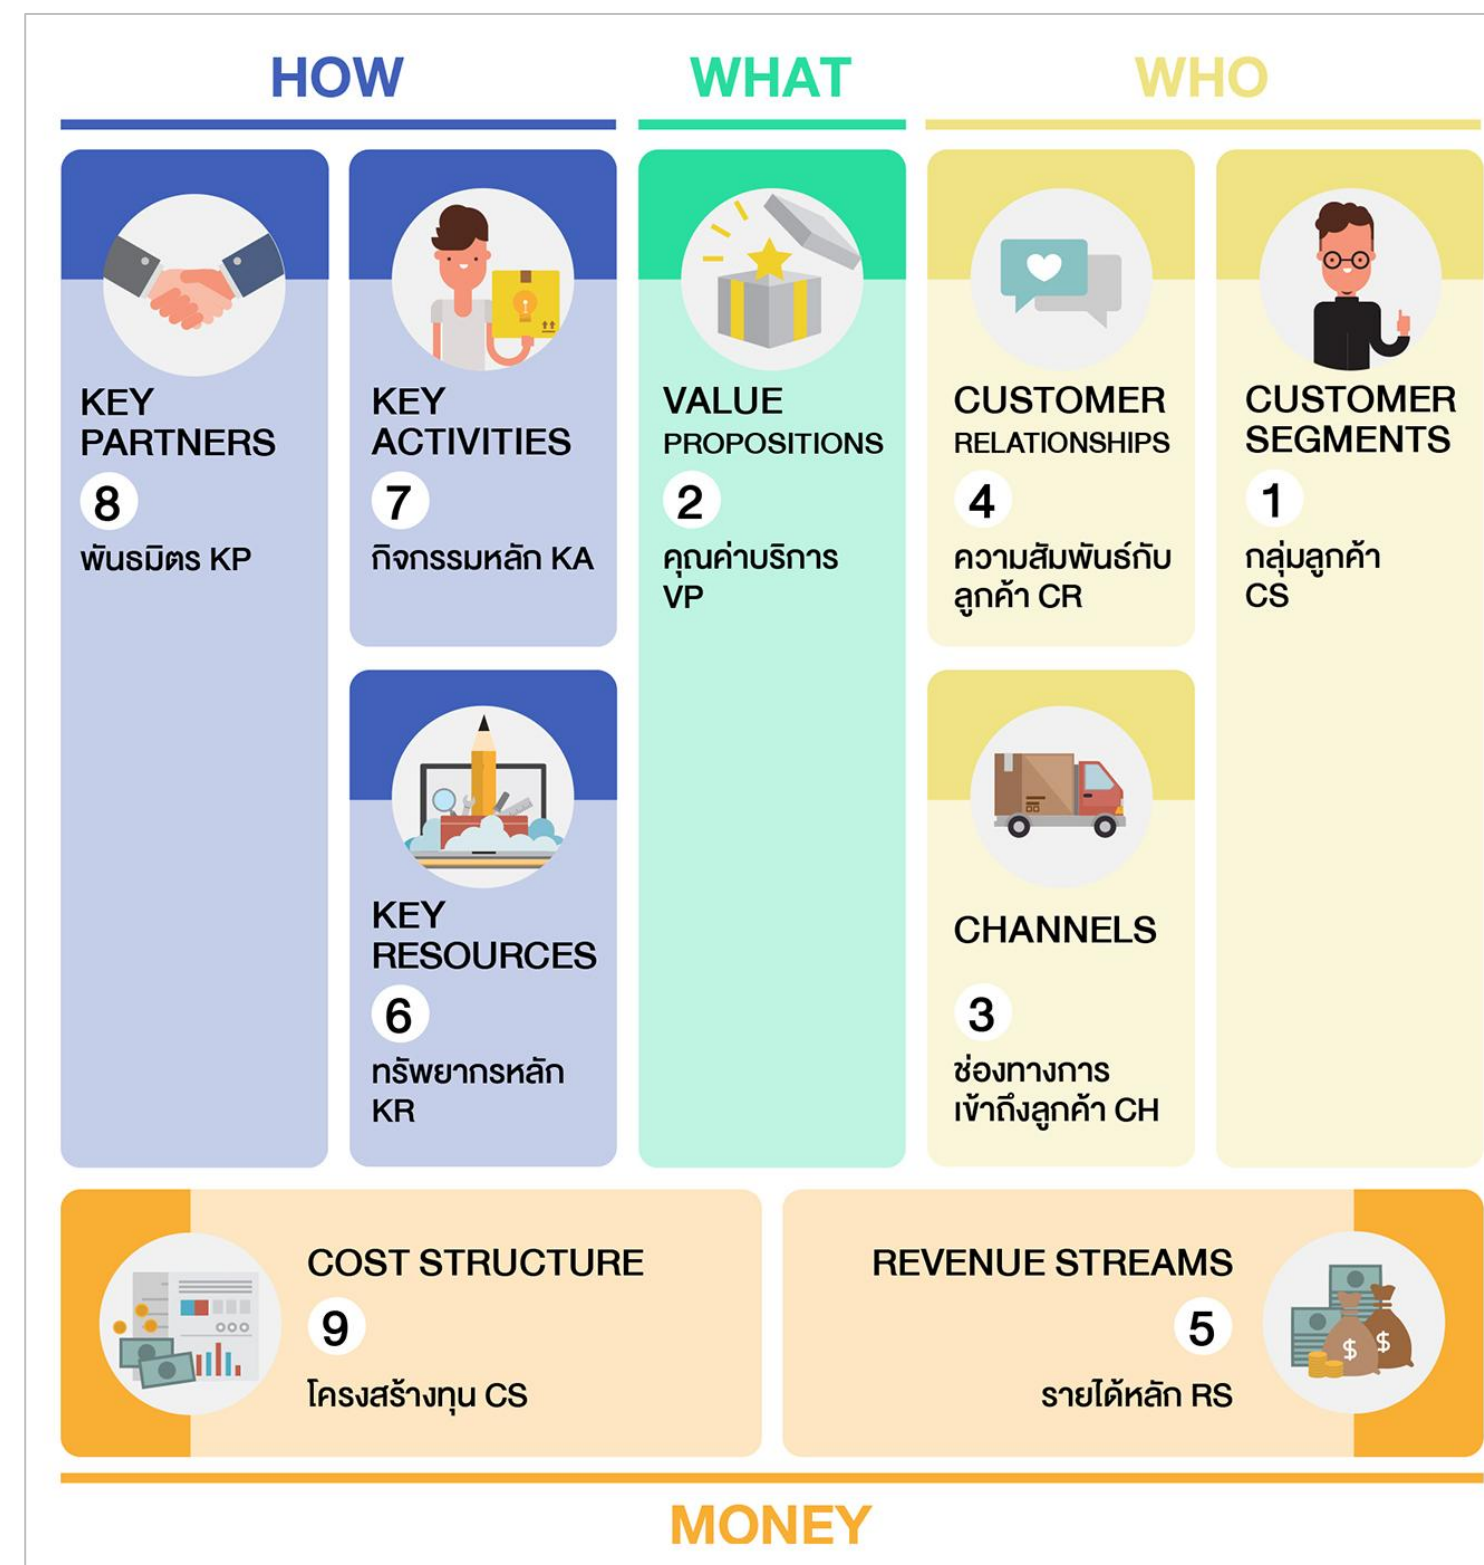 HOW
WHAT
WHO
KEY
PARTNERS
8
พันธมิตร KP
KEY
ACTIVITIES
7
กิจกรรมหลัก KA
VALUE
PROPOSITIONS
2
คุณค่าบริการ
VP
CUSTOMER
RELATIONSHIPS
4
ความสัมพันธ์กับ
ลูกค้า CR
CUSTOMER
SEGMENTS
1
กลุ่มลูกค้า
CS
KEY
RESOURCES
6
ทรัพยากรหลัก
KR
CHANNELS
3
ช่องทางการ
เข้าถึงลูกค้า CH
COST STRUCTURE
9
โครงสร้างทุน CS
REVENUE STREAMS
5
รายได้หลัก RS
$
$
MONEY